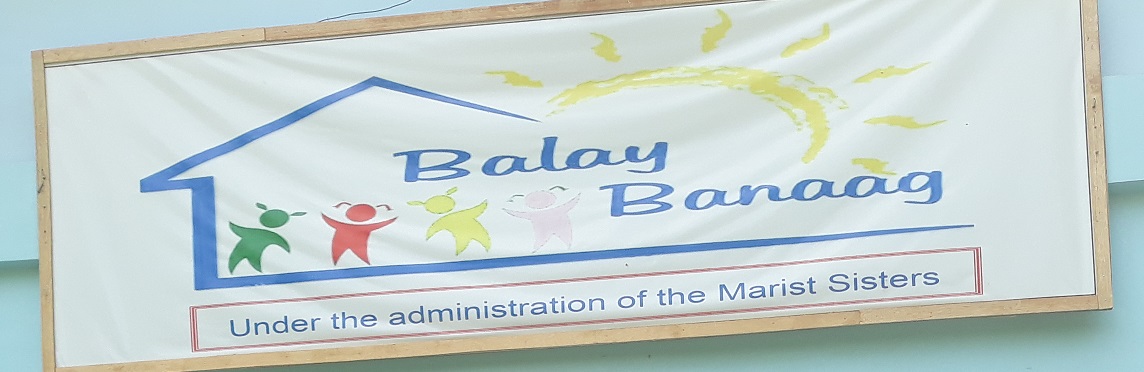 Balay
Banaag
Under the administration of the Marist Sisters